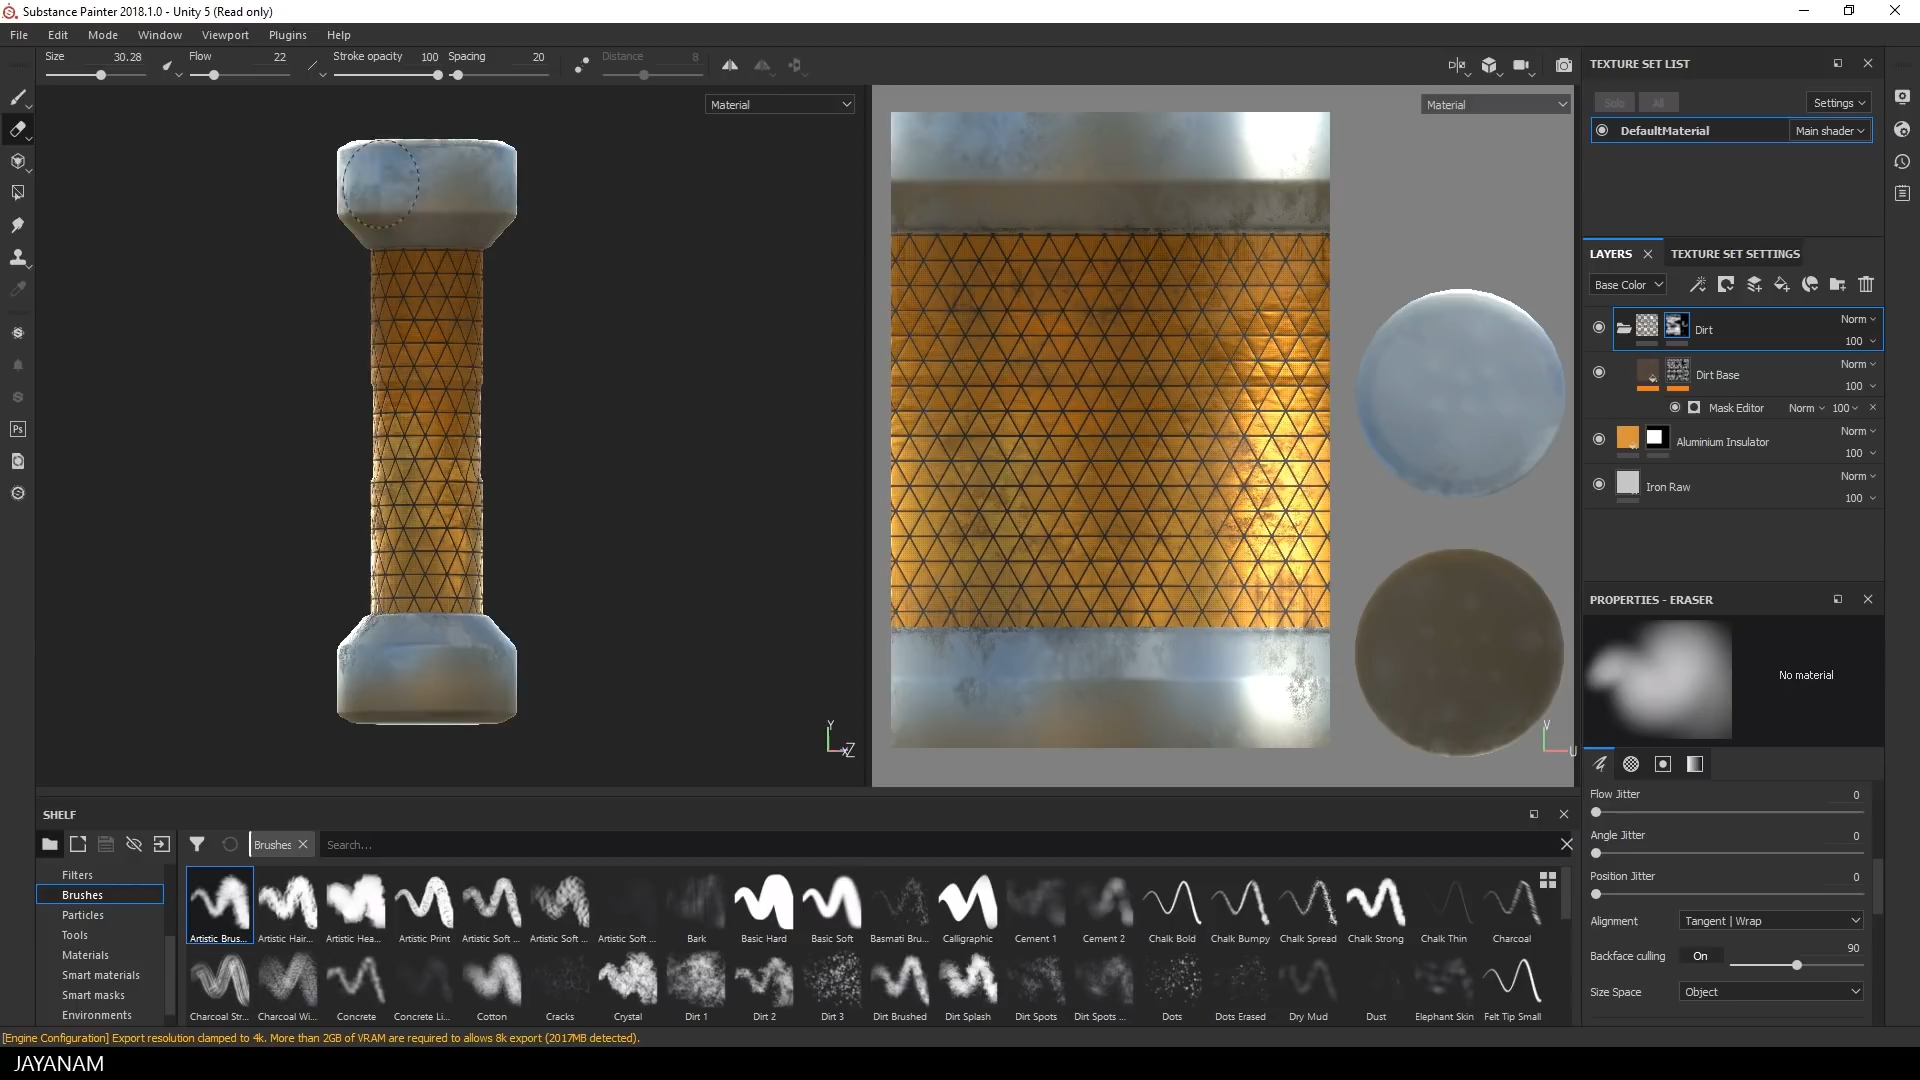 Substance Painter 2018.1.0 - Unity 5 (Read only)
File Edit Mode Window Viewport Plugins Help
Size 30.28 Flow 22 Stroke opacity 100 Spacing 20 Distance 8
Material
Material
Y
Z
V
U
TEXTURE SET LIST
Solo All Settings
DefaultMaterial Main shader
LAYERS TEXTURE SET SETTINGS
Base Color
Dirt Norm 100
Dirt Base Norm 100
Mask Editor Norm 100
Aluminium Insulator Norm 100
Iron Raw Norm 100
PROPERTIES - ERASER
No material
Flow Jitter 0
Angle Jitter 0
Position Jitter 0
Alignment Tangent | Wrap
Backface culling On 90
Size Space Object
Ps
SHELF
Brushes Search...
Filters
Brushes
Particles
Tools
Materials
Smart materials
Smart masks
Environments
Artistic Brus... Artistic Hair... Artistic Hea... Artistic Print Artistic Soft ... Artistic Soft ... Artistic Soft ... Bark Basic Hard Basic Soft Basmati Bru... Calligraphic Cement 1 Cement 2 Chalk Bold Chalk Bumpy Chalk Spread Chalk Strong Chalk Thin Charcoal
Charcoal Str... Charcoal Wi... Concrete Concrete Li... Cotton Cracks Crystal Dirt 1 Dirt 2 Dirt 3 Dirt Brushed Dirt Splash Dirt Spots Dirt Spots ... Dots Dots Erased Dry Mud Dust Elephant Skin Felt Tip Small
[Engine Configuration] Export resolution clamped to 4k. More than 2GB of VRAM are required to allows 8k export (2017MB detected).
JAYANAM